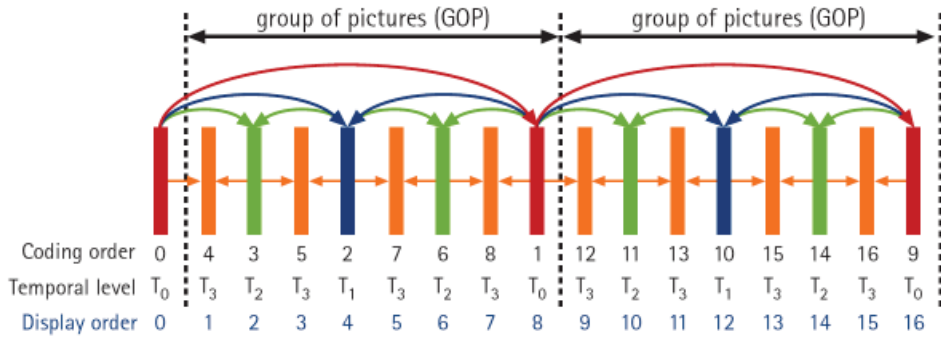 group of pictures (GOP) group of pictures (GOP)
Coding order 0 4 3 5 2 7 6 8 1 12 11 13 10 15 14 16 9
Temporal level T0 T3 T2 T3 T1 T3 T2 T3 T0 T3 T2 T3 T1 T3 T2 T3 T0
Display order 0 1 2 3 4 5 6 7 8 9 10 11 12 13 14 15 16